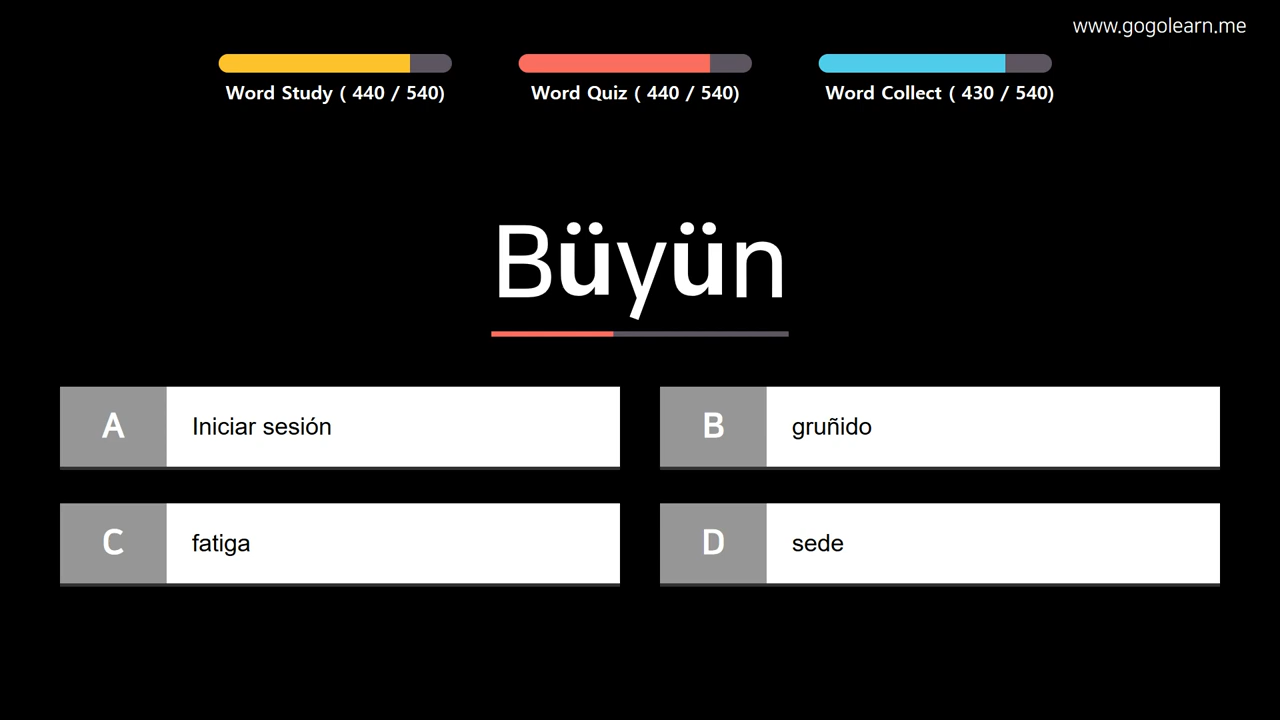 www.gogolearn.me
Word Study ( 440 / 540)
Word Quiz ( 440 / 540)
Word Collect ( 430 / 540)
Büyün
A Iniciar sesión
B gruñido
C fatiga
D sede